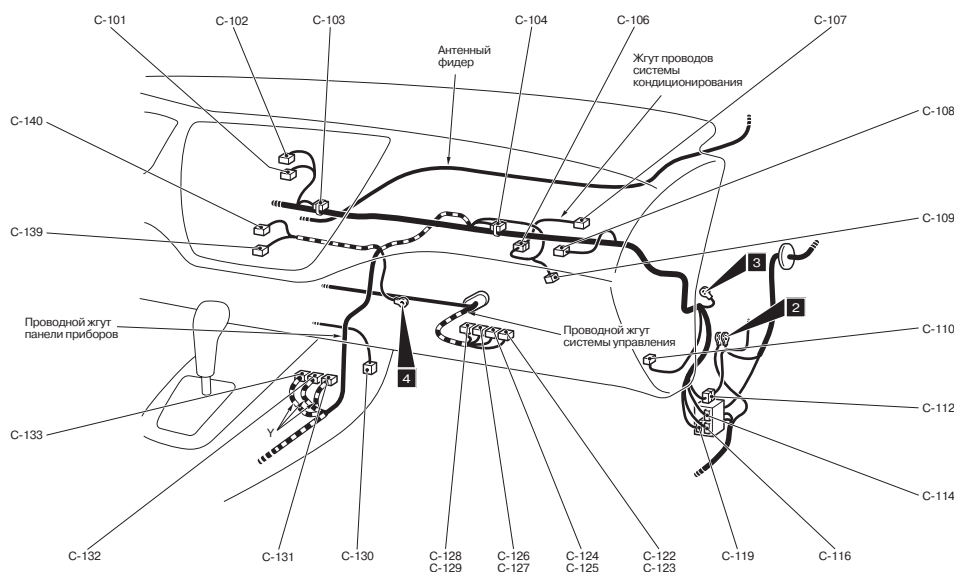 C-101
C-102
C-103
C-104
C-106
C-107
Антенный
фидер
Жгут проводов
системы
кондиционирования
C-140
C-108
C-139
C-109
3
2
Проводной жгут
панели приборов
Проводной жгут
системы управления
C-110
4
C-112
C-133
Y
C-114
C-132
C-131
C-130
C-128
C-129
C-126
C-127
C-124
C-125
C-122
C-123
C-119
C-116